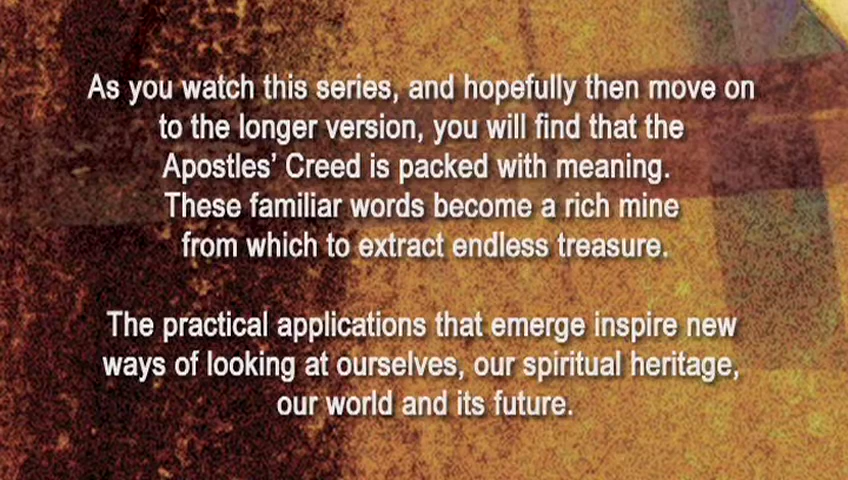 As you watch this series, and hopefully then move on
to the longer version, you will find that the
Apostles’ Creed is packed with meaning.
These familiar words become a rich mine
from which to extract endless treasure.
The practical applications that emerge inspire new
ways of looking at ourselves, our spiritual heritage,
our world and its future.